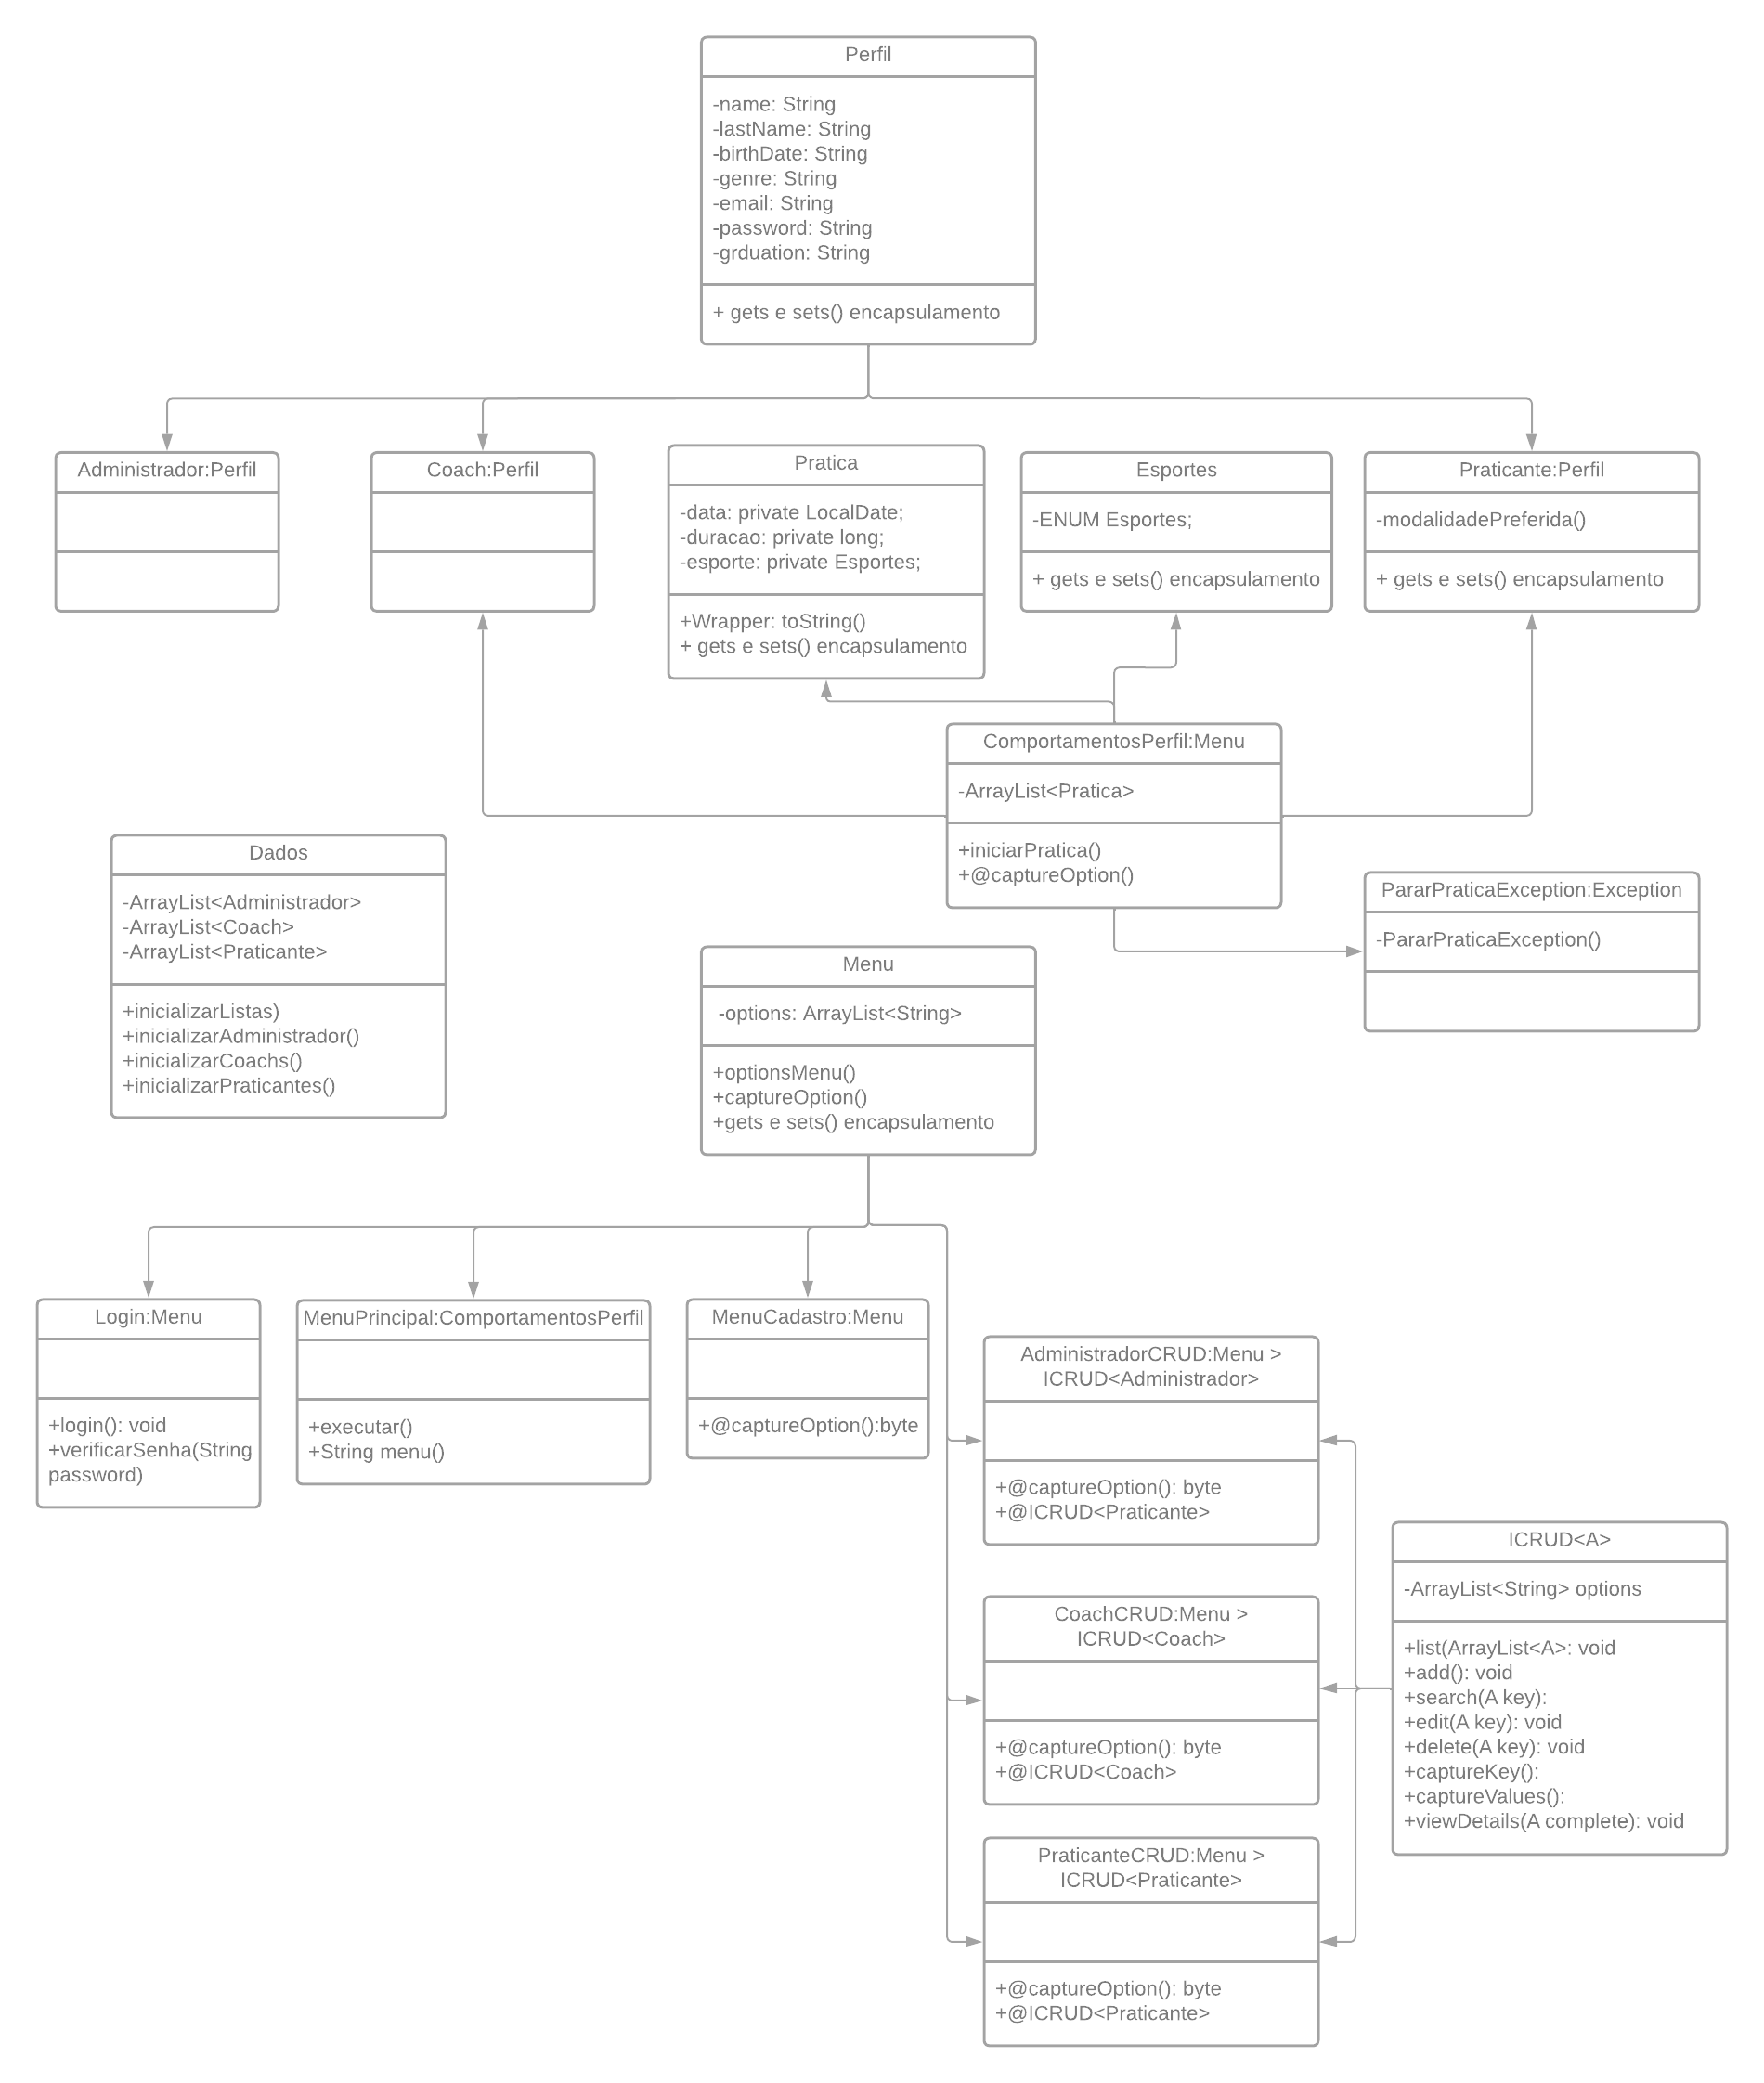 Perfil
-name: String
-lastName: String
-birthDate: String
-genre: String
-email: String
-password: String
-grduation: String
+ gets e sets() encapsulamento
Administrador:Perfil
Coach:Perfil
Pratica
-data: private LocalDate;
-duracao: private long;
-esporte: private Esportes;
+Wrapper: toString()
+ gets e sets() encapsulamento
Esportes
-ENUM Esportes;
+ gets e sets() encapsulamento
Praticante:Perfil
-modalidadePreferida()
+ gets e sets() encapsulamento
ComportamentosPerfil:Menu
-ArrayList<Pratica>
+iniciarPratica()
+@captureOption()
Dados
-ArrayList<Administrador>
-ArrayList<Coach>
-ArrayList<Praticante>
+inicializarListas)
+inicializarAdministrador()
+inicializarCoachs()
+inicializarPraticantes()
PararPraticaException:Exception
-PararPraticaException()
Menu
-options: ArrayList<String>
+optionsMenu()
+captureOption()
+gets e sets() encapsulamento
Login:Menu
+login(): void
+verificarSenha(String
password)
MenuPrincipal:ComportamentosPerfil
+executar()
+String menu()
MenuCadastro:Menu
+@captureOption():byte
AdministradorCRUD:Menu >
ICRUD<Administrador>
+@captureOption(): byte
+@ICRUD<Praticante>
CoachCRUD:Menu >
ICRUD<Coach>
+@captureOption(): byte
+@ICRUD<Coach>
ICRUD<A>
-ArrayList<String> options
+list(ArrayList<A>: void
+add(): void
+search(A key):
+edit(A key): void
+delete(A key): void
+captureKey():
+captureValues():
+viewDetails(A complete): void
PraticanteCRUD:Menu >
ICRUD<Praticante>
+@captureOption(): byte
+@ICRUD<Praticante>